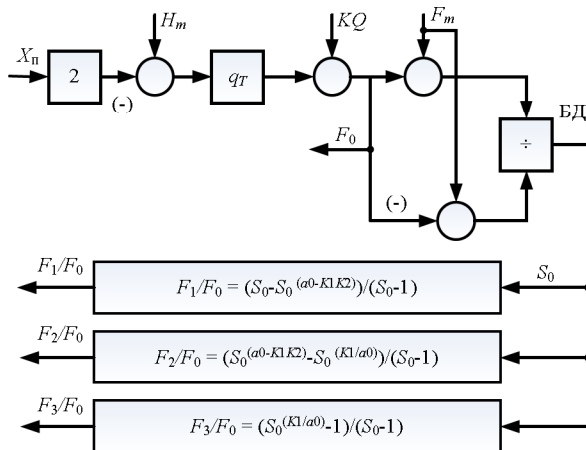 H_m KQ F_m
X_п 2 (-) q_T
F_0 ÷ БД
(-)
F_1/F_0 F_1/F_0 = (S_0-S_0^(a0-K1K2))/(S_0-1) S_0
F_2/F_0 F_2/F_0 = (S_0^(a0-K1K2)-S_0^(K1/a0))/(S_0-1)
F_3/F_0 F_3/F_0 = (S_0^(K1/a0)-1)/(S_0-1)